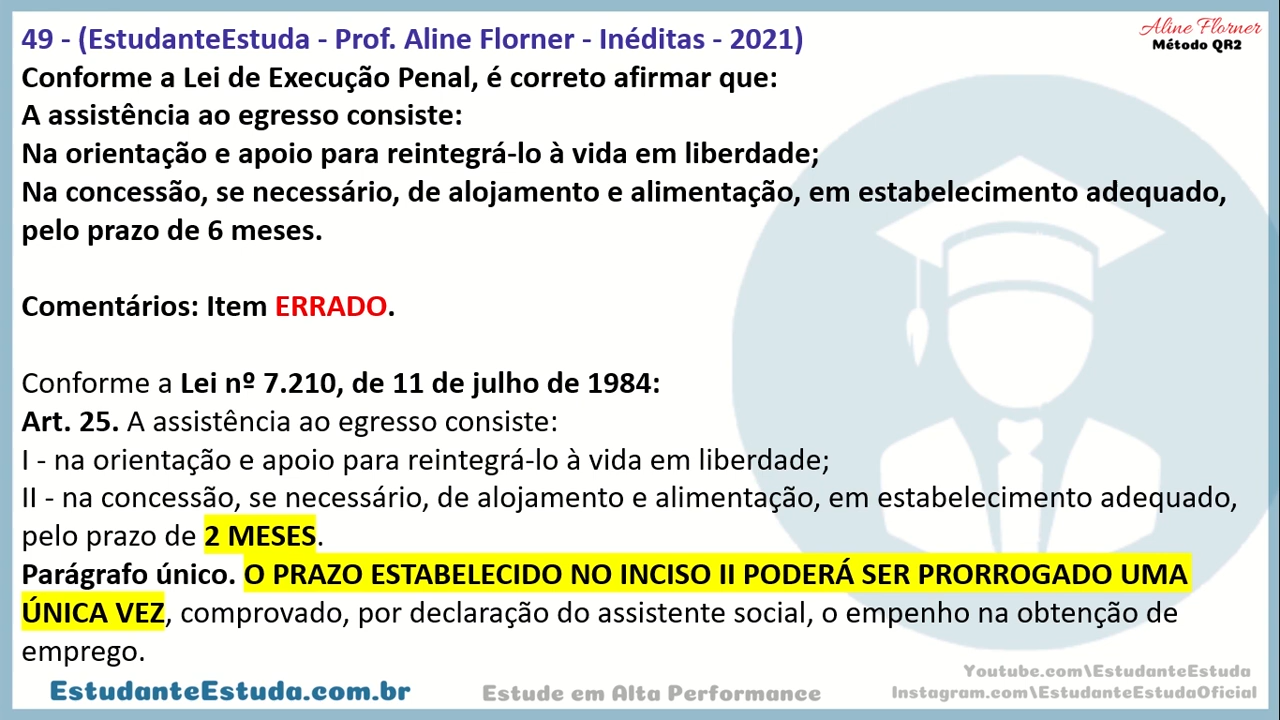 49 - (EstudanteEstuda - Prof. Aline Florner - Inéditas - 2021)
Aline Florner
Método QR2
Conforme a Lei de Execução Penal, é correto afirmar que:
A assistência ao egresso consiste:
Na orientação e apoio para reintegrá-lo à vida em liberdade;
Na concessão, se necessário, de alojamento e alimentação, em estabelecimento adequado,
pelo prazo de 6 meses.
Comentários: Item ERRADO.
Conforme a Lei nº 7.210, de 11 de julho de 1984:
Art. 25. A assistência ao egresso consiste:
I - na orientação e apoio para reintegrá-lo à vida em liberdade;
II - na concessão, se necessário, de alojamento e alimentação, em estabelecimento adequado,
pelo prazo de 2 MESES.
Parágrafo único. O PRAZO ESTABELECIDO NO INCISO II PODERÁ SER PRORROGADO UMA
ÚNICA VEZ, comprovado, por declaração do assistente social, o empenho na obtenção de
emprego.
EstudanteEstuda.com.br
Estude em Alta Performance
Youtube.com\EstudanteEstuda
Instagram.com\EstudanteEstudaOficial